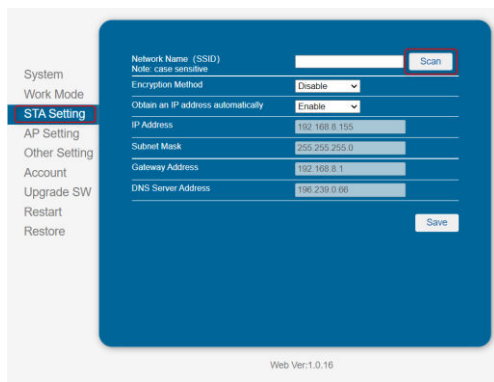 System
Work Mode
STA Setting
AP Setting
Other Setting
Account
Upgrade SW
Restart
Restore
Network Name (SSID)
Note: case sensitive
Scan
Encryption Method
Disable
Obtain an IP address automatically
Enable
IP Address
192.168.8.155
Subnet Mask
255.255.255.0
Gateway Address
192.168.8.1
DNS Server Address
196.239.0.66
Save
Web Ver:1.0.16